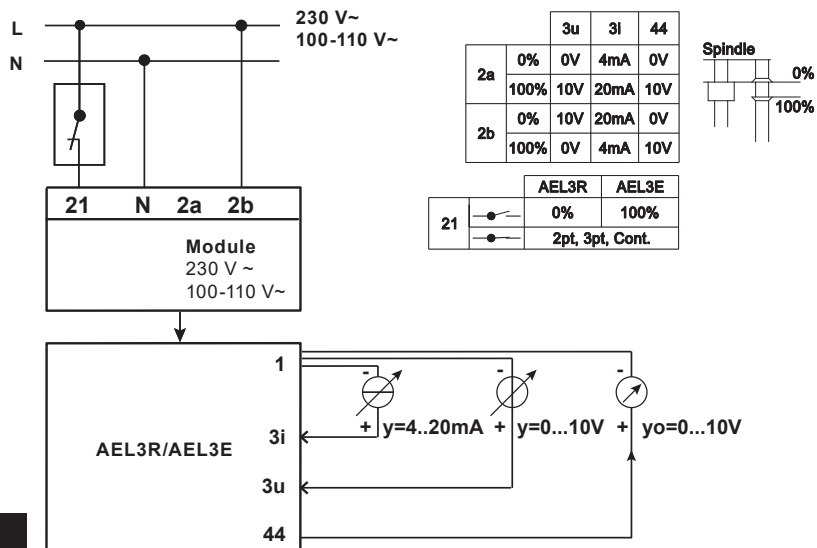 L
230 V~
100-110 V~
N
3u 3i 44
2a 0% 0V 4mA 0V
100% 10V 20mA 10V
2b 0% 10V 20mA 0V
100% 0V 4mA 10V
Spindle
0%
100%
AEL3R AEL3E
21 0% 100%
2pt, 3pt, Cont.
21 N 2a 2b
Module
230 V ~
100-110 V~
1
- - -
+ y=4..20mA + y=0...10V + yo=0...10V
3i
AEL3R/AEL3E
3u
44